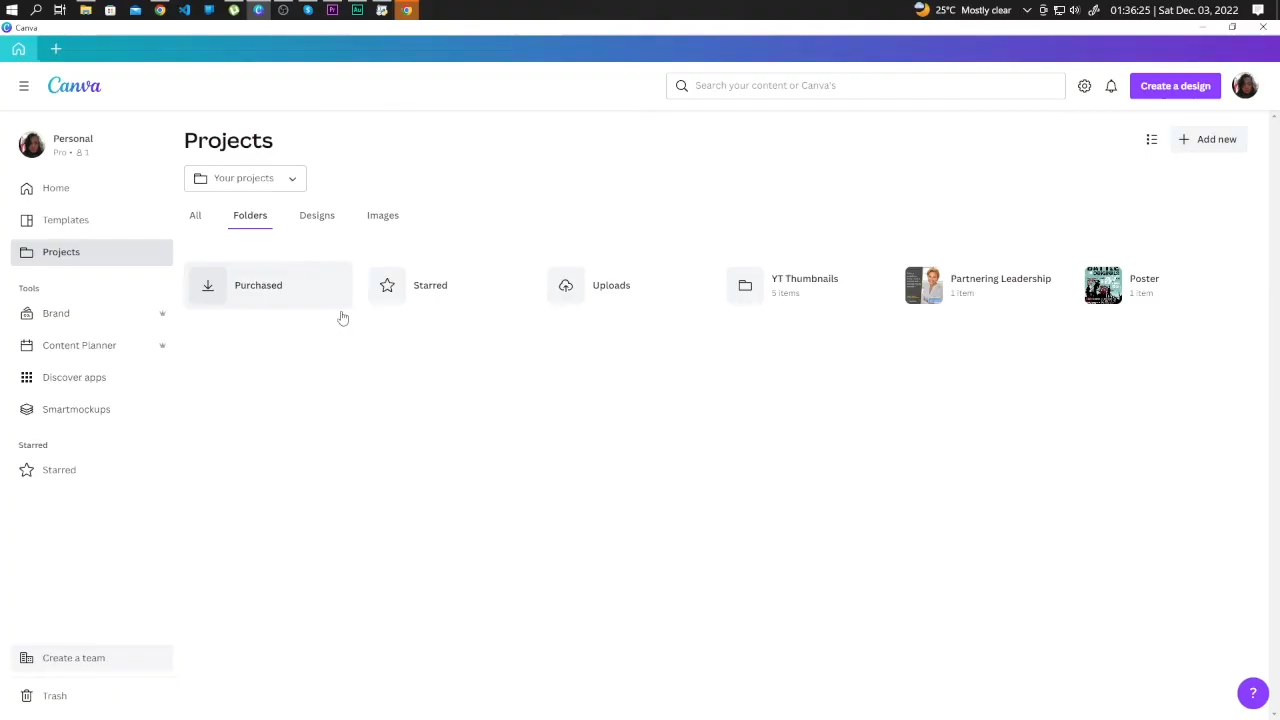 25°C Mostly clear
01:36:25 | Sat Dec. 03, 2022
Canva
Canva
Search your content or Canva's
Create a design
Personal
Pro • 1
Projects
Add new
Your projects
Home
All
Folders
Designs
Images
Templates
Projects
Purchased
Starred
Uploads
YT Thumbnails
5 items
Partnering Leadership
1 item
Poster
1 item
Tools
Brand
Content Planner
Discover apps
Smartmockups
Starred
Starred
Create a team
Trash
?